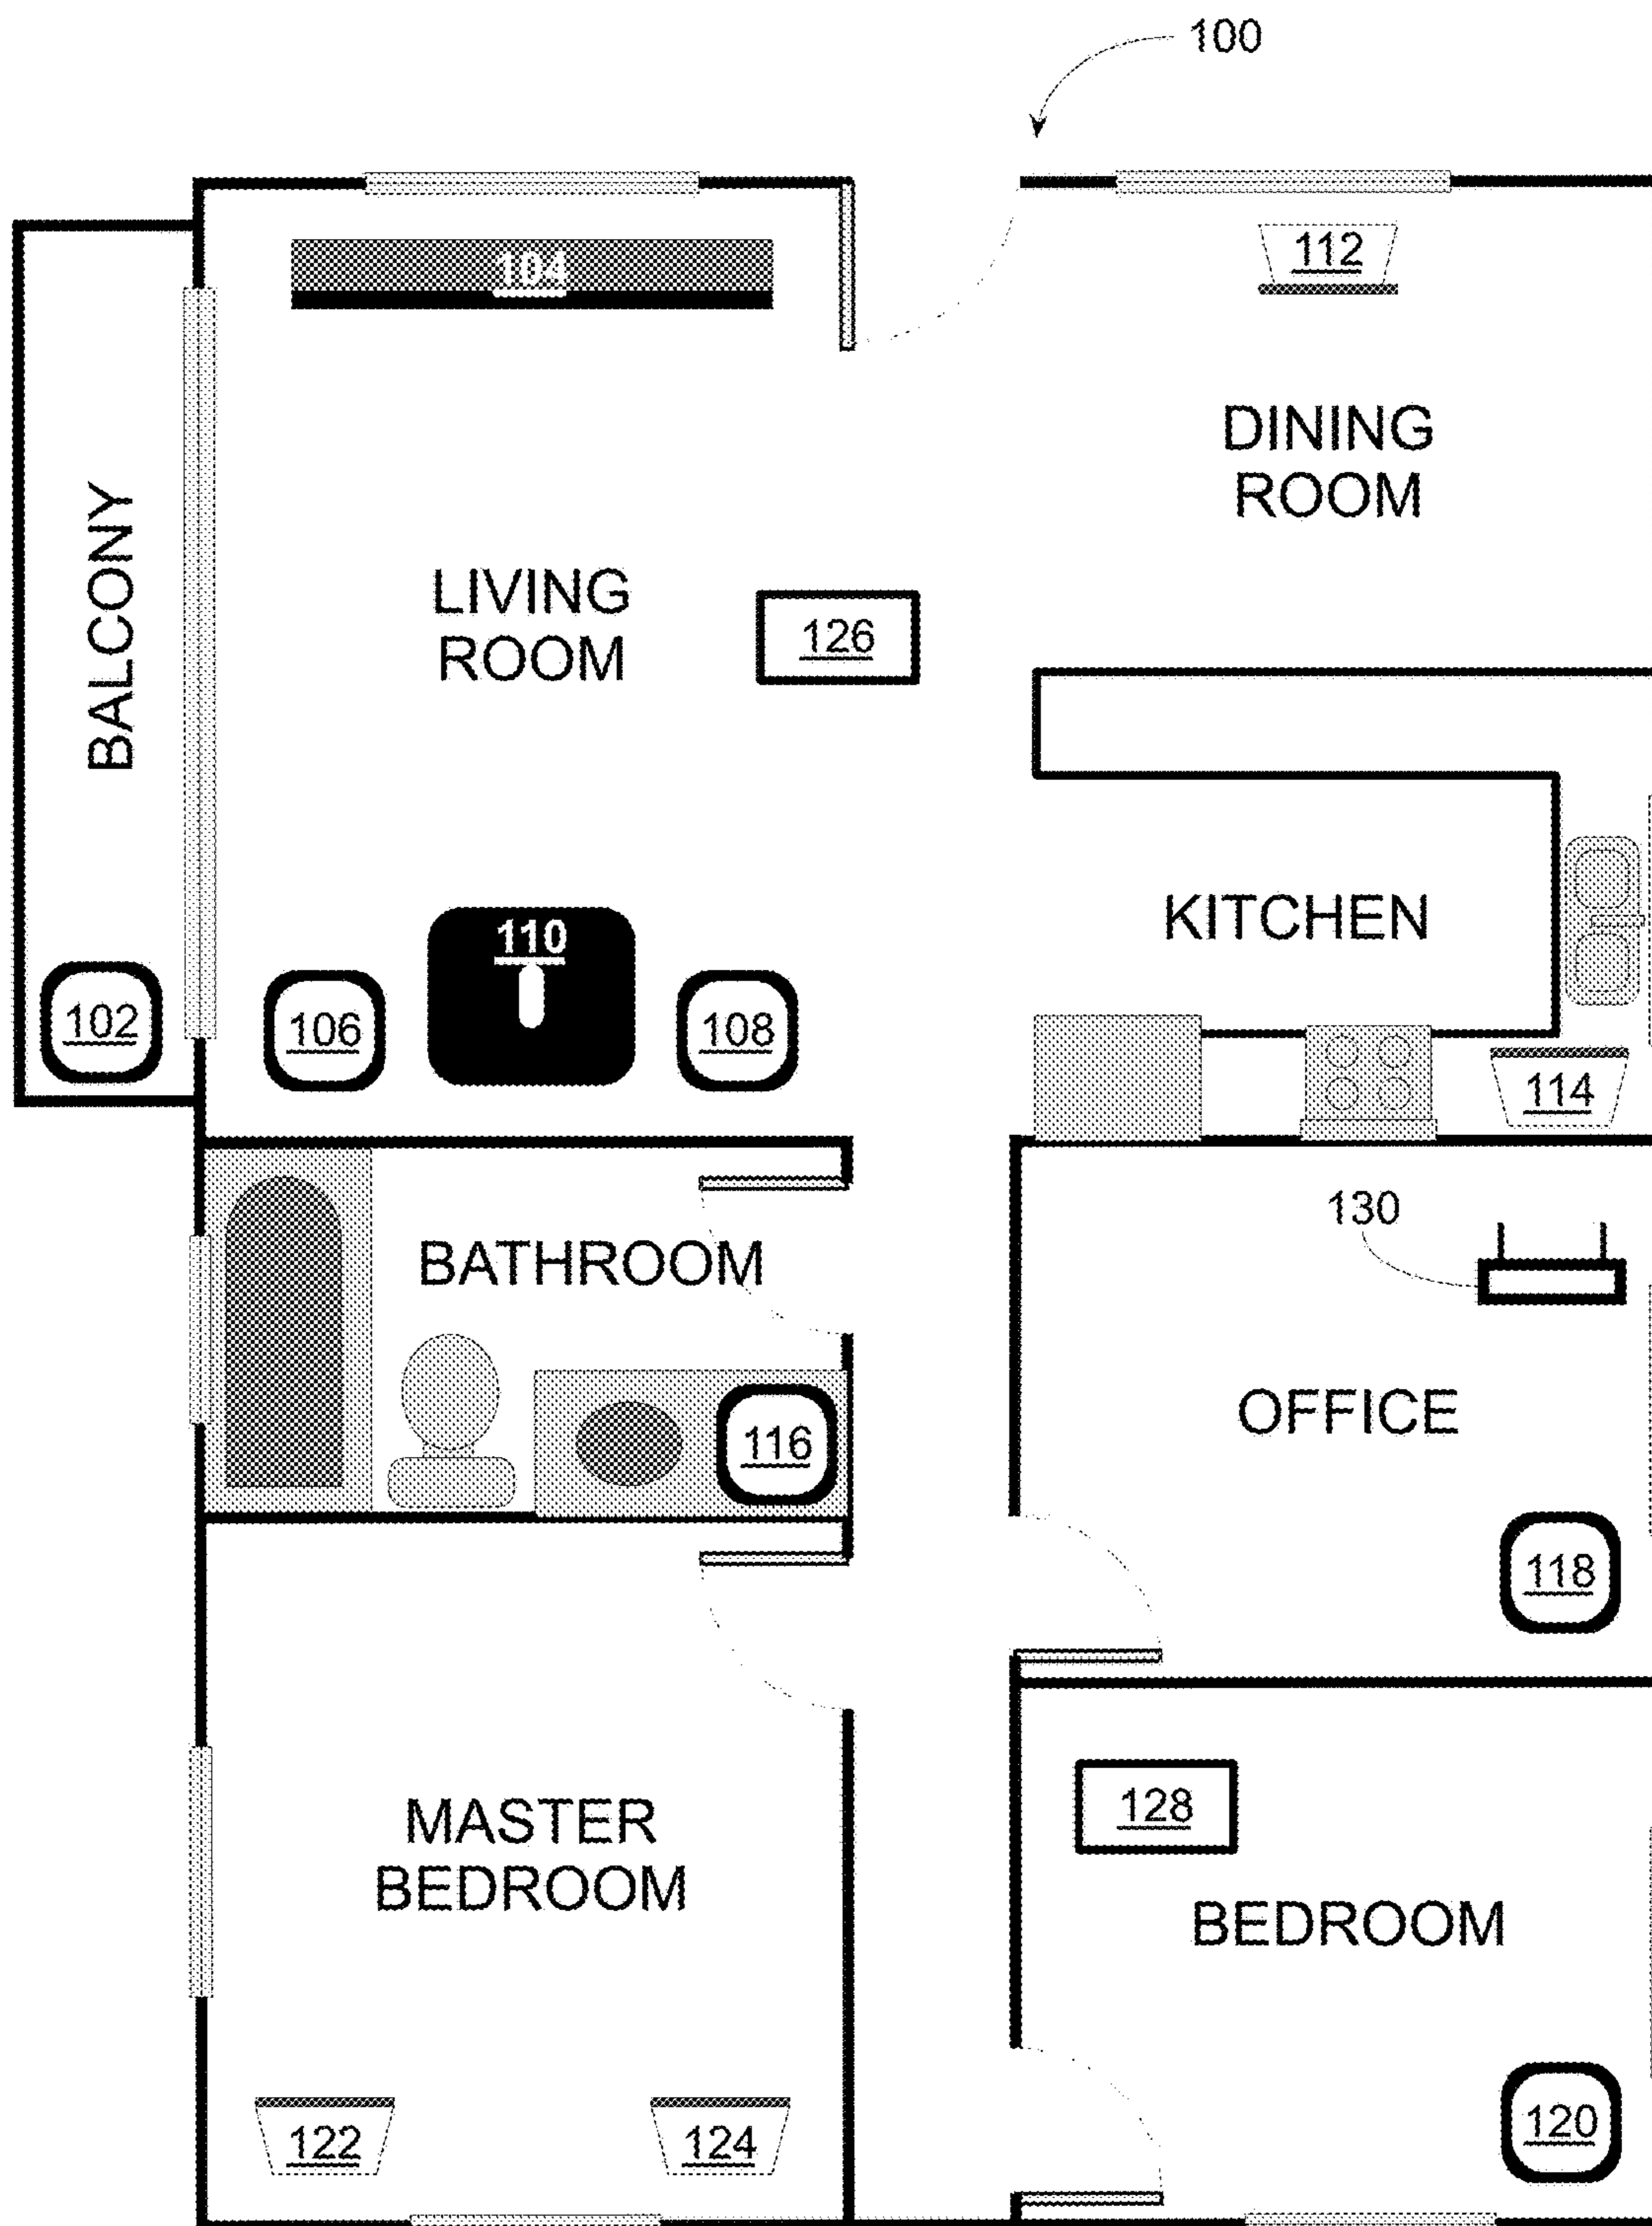 100
104
112
DINING
ROOM
BALCONY
LIVING
ROOM
126
KITCHEN
110
102
106
108
114
130
BATHROOM
OFFICE
116
118
128
MASTER
BEDROOM
BEDROOM
122
124
120